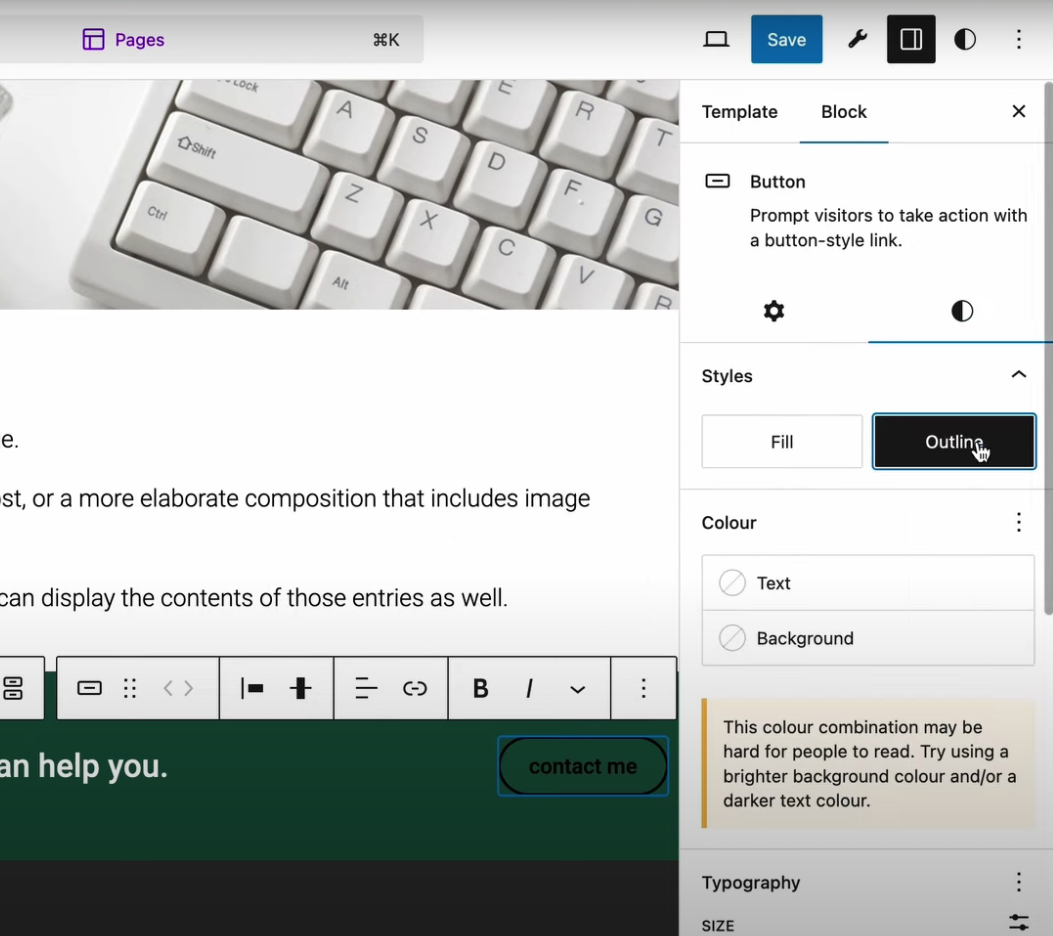 Pages
⌘K
Save
Lock
A
S
E
R
T
Shift
Z
X
D
F
G
Ctrl
C
V
B
Alt
e.
ost, or a more elaborate composition that includes image
can display the contents of those entries as well.
B I
an help you.
contact me
Template Block
Button
Prompt visitors to take action with
a button-style link.
Styles
Fill
Outline
Colour
Text
Background
This colour combination may be
hard for people to read. Try using a
brighter background colour and/or a
darker text colour.
Typography
SIZE